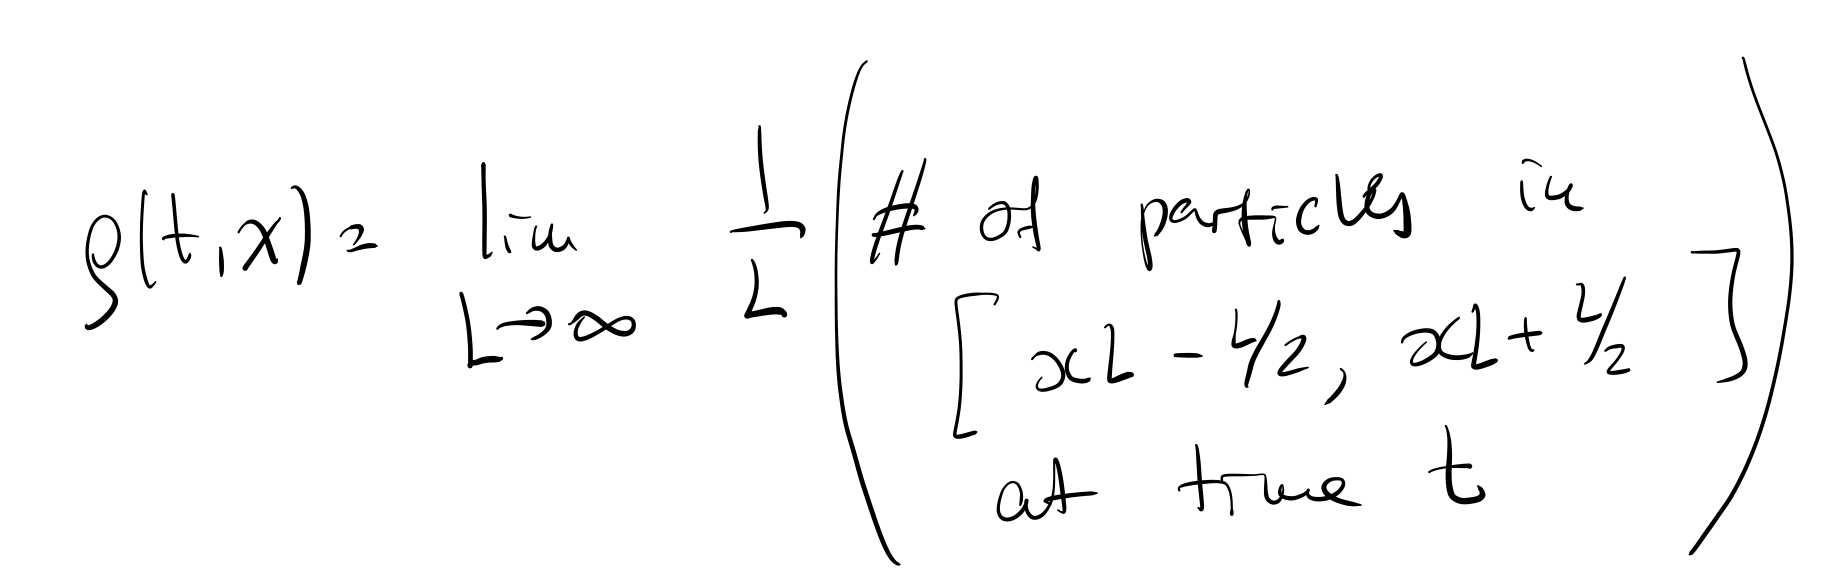 ρ(t,x) = lim L→∞ 1/L (# of particles in
[xL - L/2, xL + L/2]
at time t)